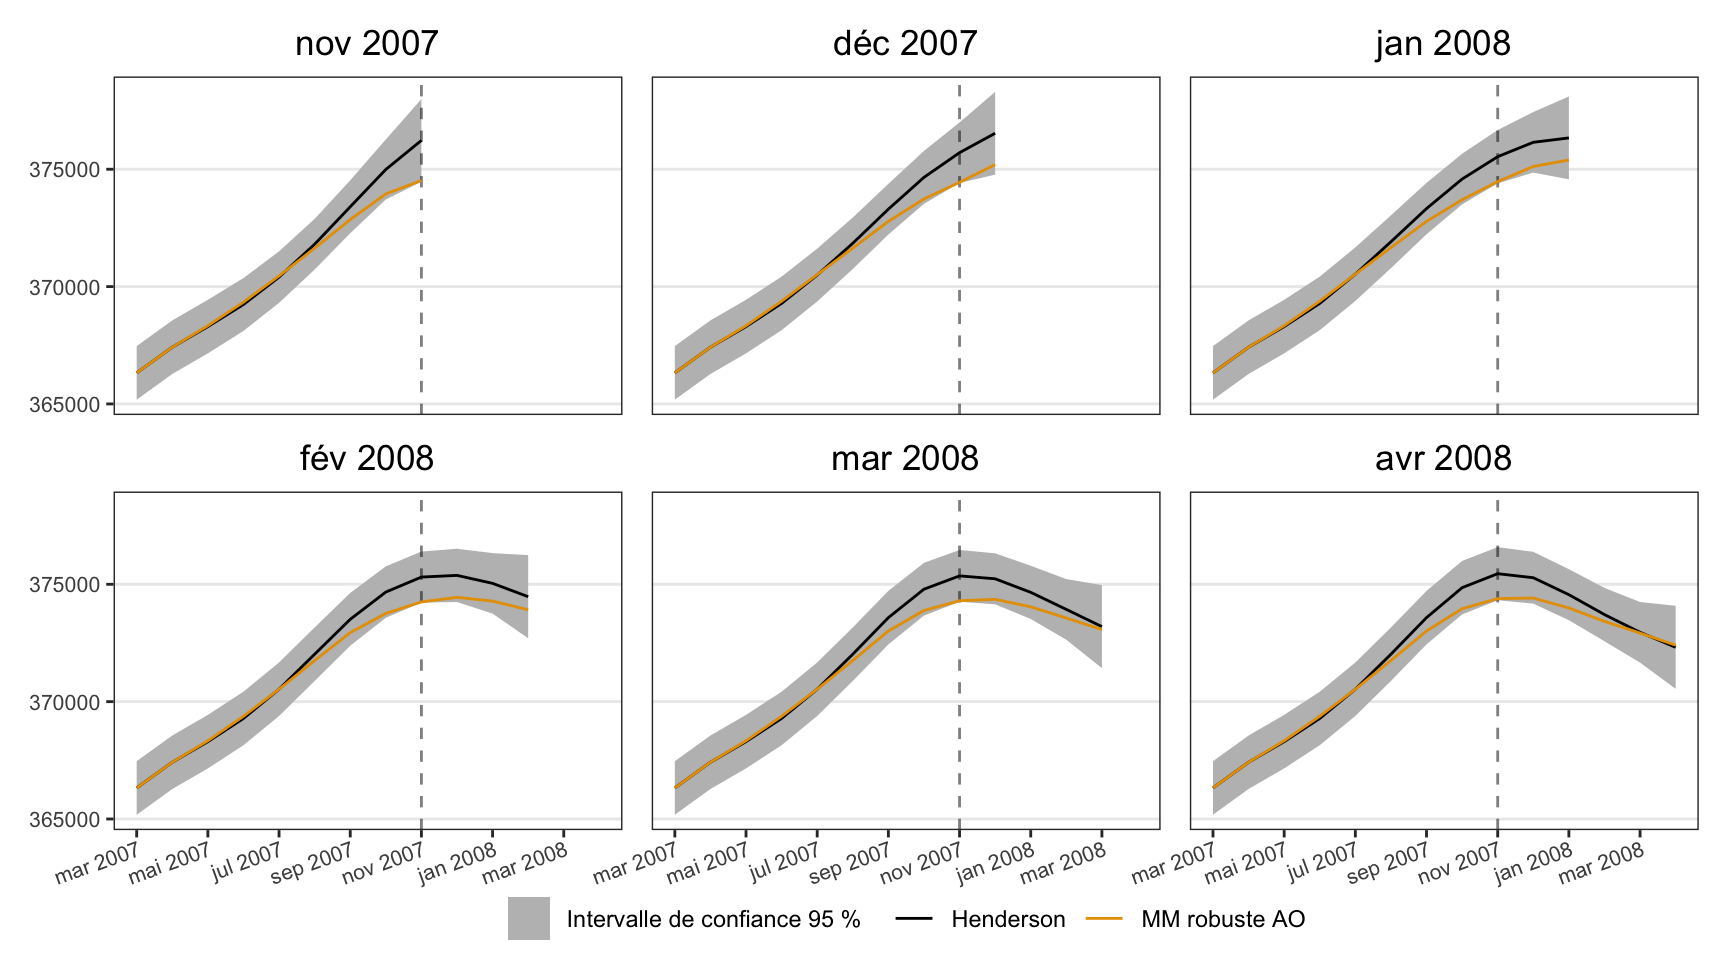 nov 2007 déc 2007 jan 2008
375000
370000
365000
fév 2008 mar 2008 avr 2008
375000
370000
365000
mar 2007 mai 2007 jul 2007 sep 2007 nov 2007 jan 2008 mar 2008 mar 2007 mai 2007 jul 2007 sep 2007 nov 2007 jan 2008 mar 2008 mar 2007 mai 2007 jul 2007 sep 2007 nov 2007 jan 2008 mar 2008
Intervalle de confiance 95 % Henderson MM robuste AO